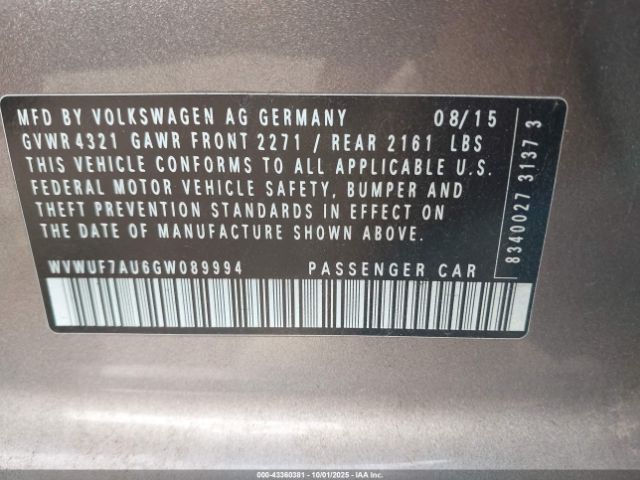 MFD BY VOLKSWAGEN AG GERMANY 08/15
GVWR 4321 GAWR FRONT 2271 / REAR 2161 LBS
THIS VEHICLE CONFORMS TO ALL APPLICABLE U.S.
FEDERAL MOTOR VEHICLE SAFETY, BUMPER AND
THEFT PREVENTION STANDARDS IN EFFECT ON
THE DATE OF MANUFACTURE SHOWN ABOVE.
WVWUF7AU6GW089994 PASSENGER CAR
8340027 3137 3
000-43360381 | 10/01/2025 | IAAI.CA